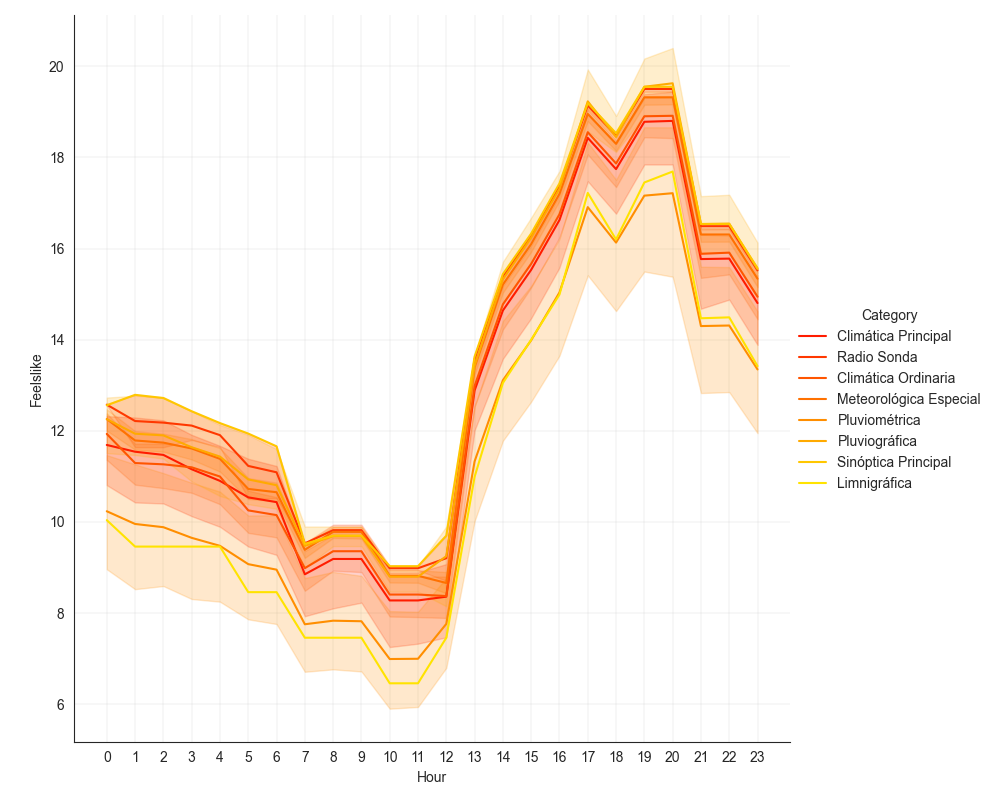 20
18
16
14
12
10
8
6
Feelslike
0 1 2 3 4 5 6 7 8 9 10 11 12 13 14 15 16 17 18 19 20 21 22 23
Hour
Category
Climática Principal
Radio Sonda
Climática Ordinaria
Meteorológica Especial
Pluviométrica
Pluviográfica
Sinóptica Principal
Limnigráfica